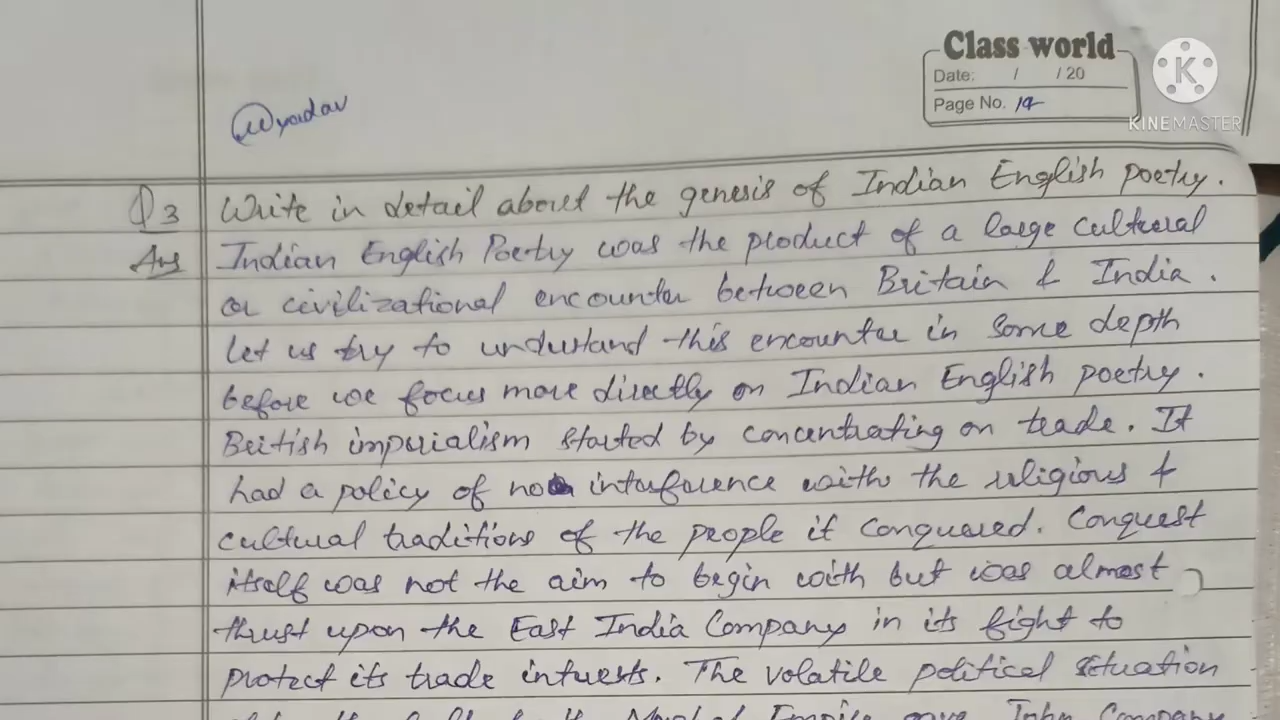 Class world
Date: / /20
Page No. 14
KINEMASTER
@yadav
Q3 Write in detail about the genesis of Indian English poetry.
Ans Indian English Poetry was the product of a large cultural
or civilizational encounter between Britain & India.
Let us try to understand this encounter in some depth
before we focus more directly on Indian English poetry.
British imperialism started by concentrating on trade. It
had a policy of no interference with the religious &
cultural traditions of the people it conquered. Conquest
itself was not the aim to begin with but was almost
thrust upon the East India Company in its fight to
protect its trade interests. The volatile political situation
Empire gave John Company